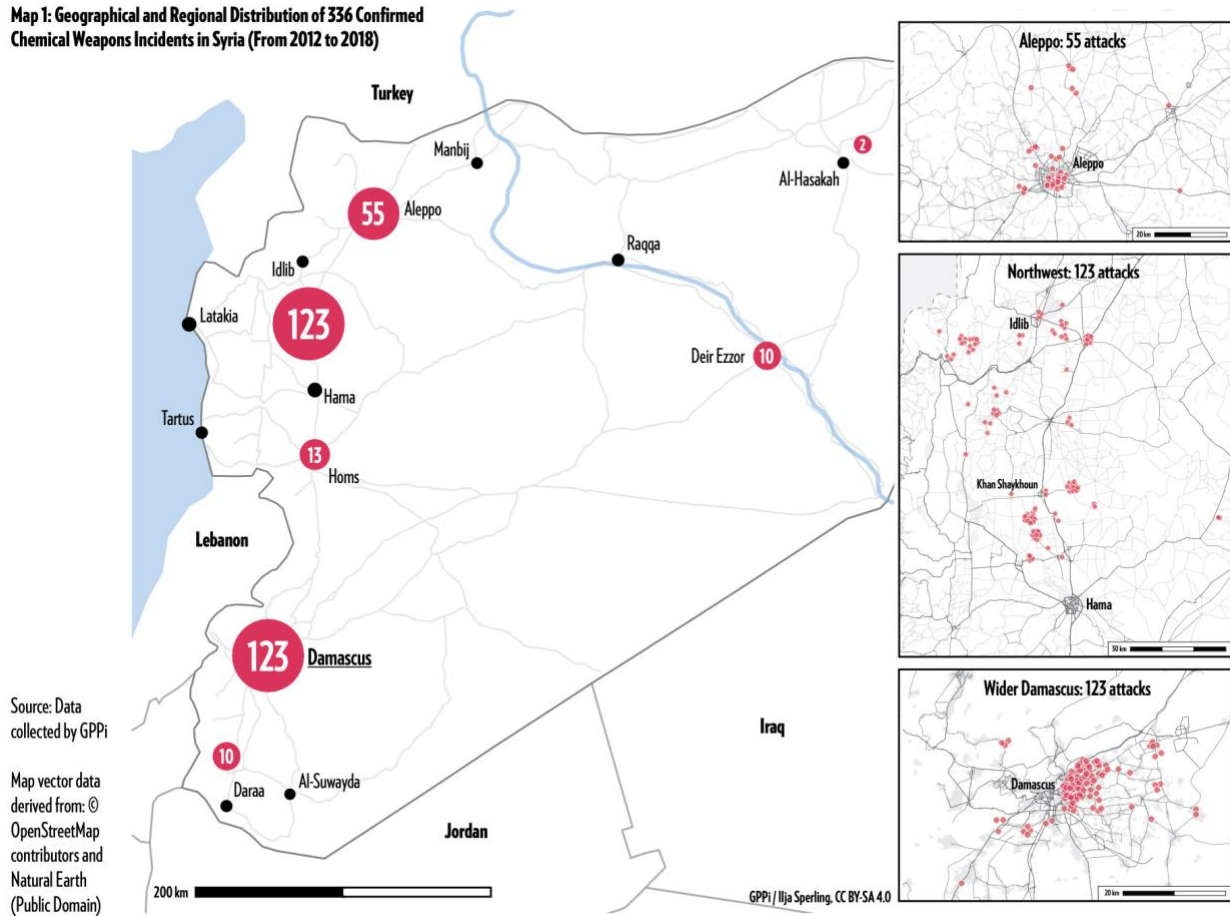 Map 1: Geographical and Regional Distribution of 336 Confirmed
Chemical Weapons Incidents in Syria (From 2012 to 2018)
Turkey
Manbij
2
Al-Hasakah
55
Aleppo
Idlib
Raqqa
Latakia
123
Deir Ezzor
10
Hama
Tartus
13
Homs
Lebanon
123
Damascus
Iraq
10
Daraa
Al-Suwayda
Jordan
200 km
Source: Data
collected by GPPi
Map vector data
derived from: ©
OpenStreetMap
contributors and
Natural Earth
(Public Domain)
GPPi / Ilja Sperling, CC BY-SA 4.0
Aleppo: 55 attacks
Aleppo
20 km
Northwest: 123 attacks
Idlib
Khan Shaykhoun
Hama
30 km
Wider Damascus: 123 attacks
Damascus
20 km